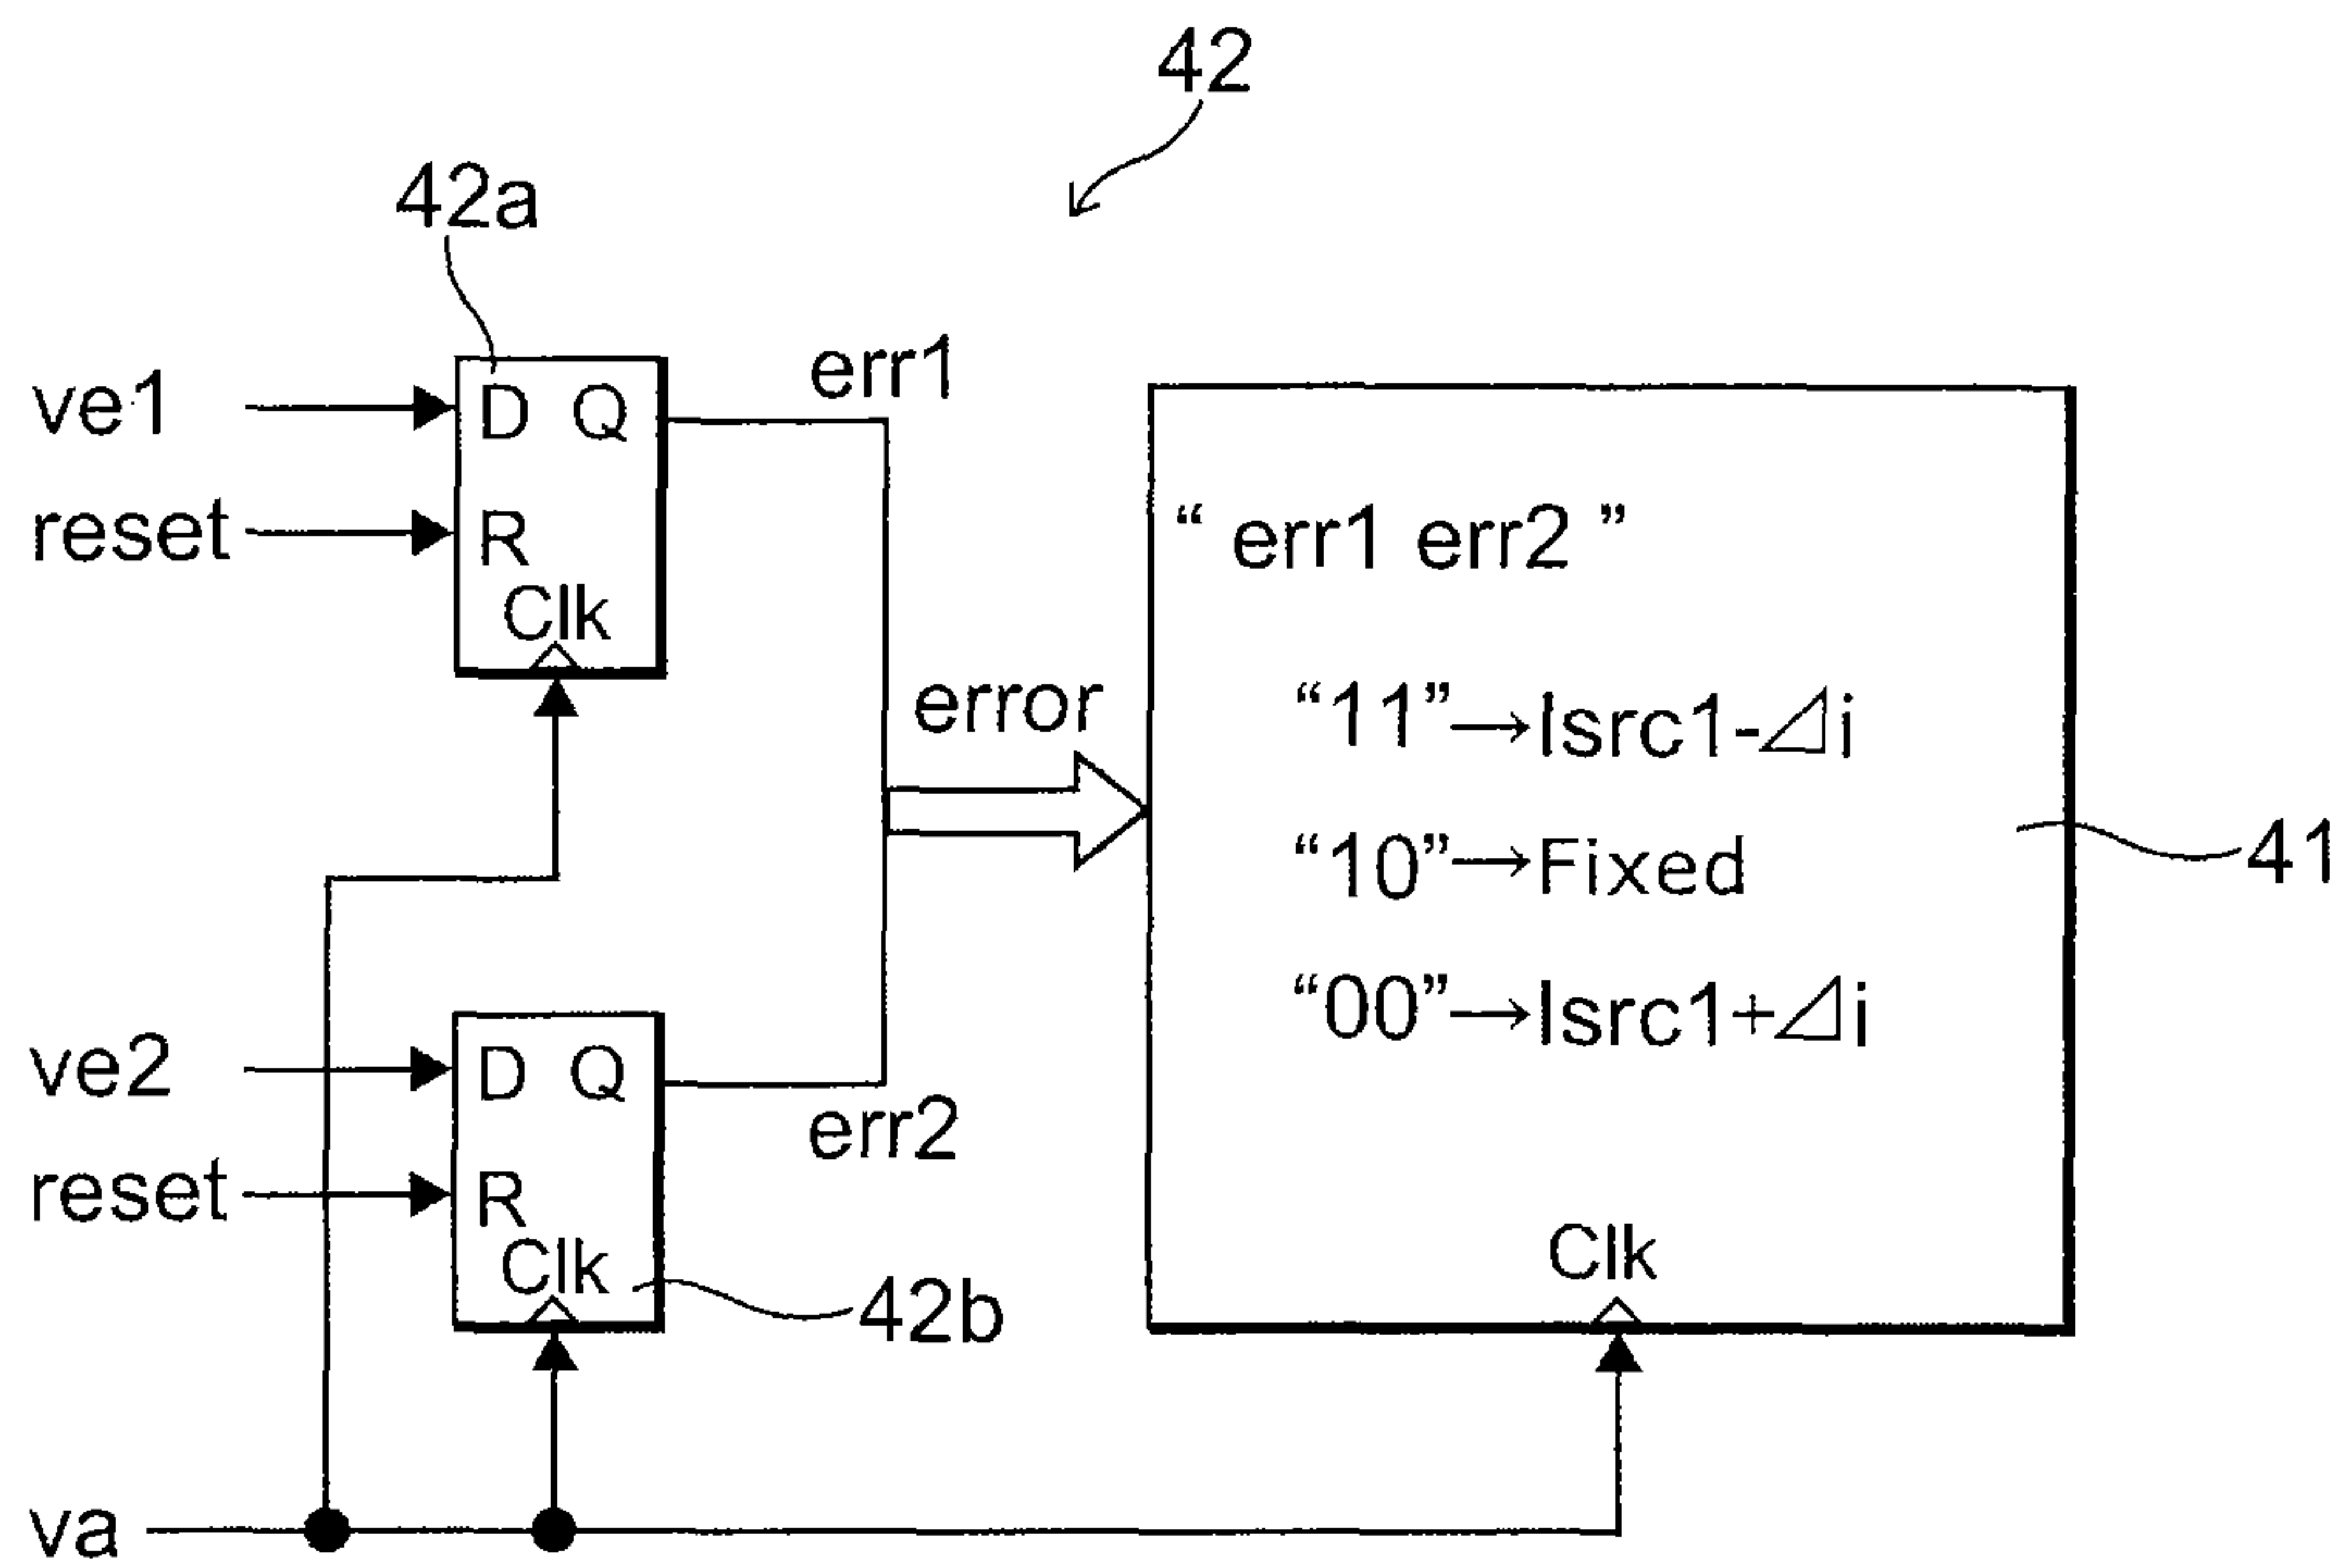 42
42a
ve1
reset
D Q
R
Clk
err1
error
“ err1 err2 ”
“11”→Isrc1-⊿i
“10”→Fixed
“00”→Isrc1+⊿i
Clk
41
ve2
reset
D Q
R
Clk
err2
42b
va